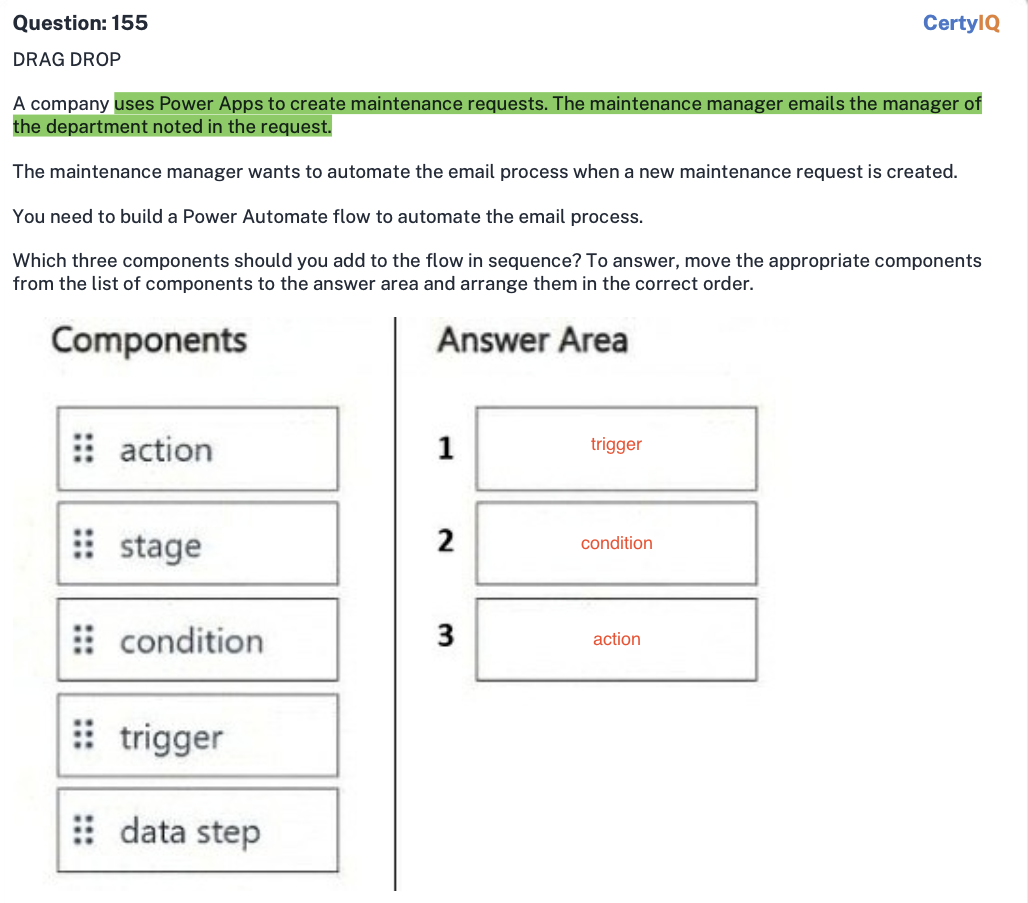 Question: 155
CertyIQ
DRAG DROP
A company uses Power Apps to create maintenance requests. The maintenance manager emails the manager of
the department noted in the request.
The maintenance manager wants to automate the email process when a new maintenance request is created.
You need to build a Power Automate flow to automate the email process.
Which three components should you add to the flow in sequence? To answer, move the appropriate components
from the list of components to the answer area and arrange them in the correct order.
Components
action
stage
condition
trigger
data step
Answer Area
1 trigger
2 condition
3 action